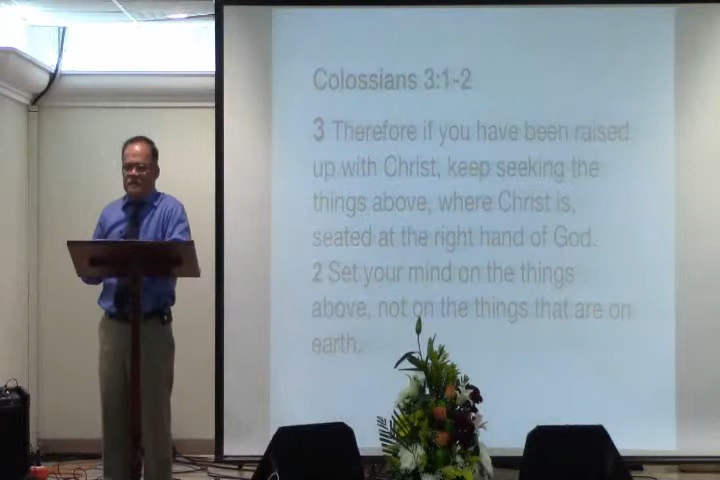 Colossians 3:1-2
3 Therefore if you have been raised
up with Christ, keep seeking the
things above, where Christ is,
seated at the right hand of God.
2 Set your mind on the things
above, not on the things that are on
earth.